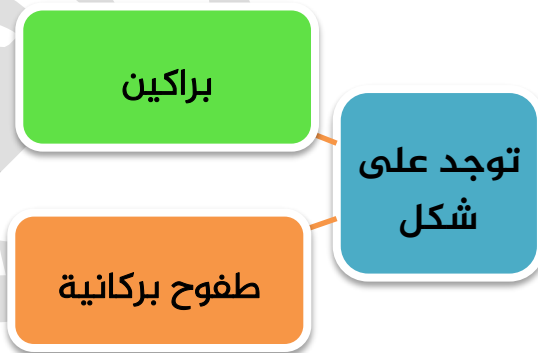 توجد على
شكل
براكين
طفوح بركانية